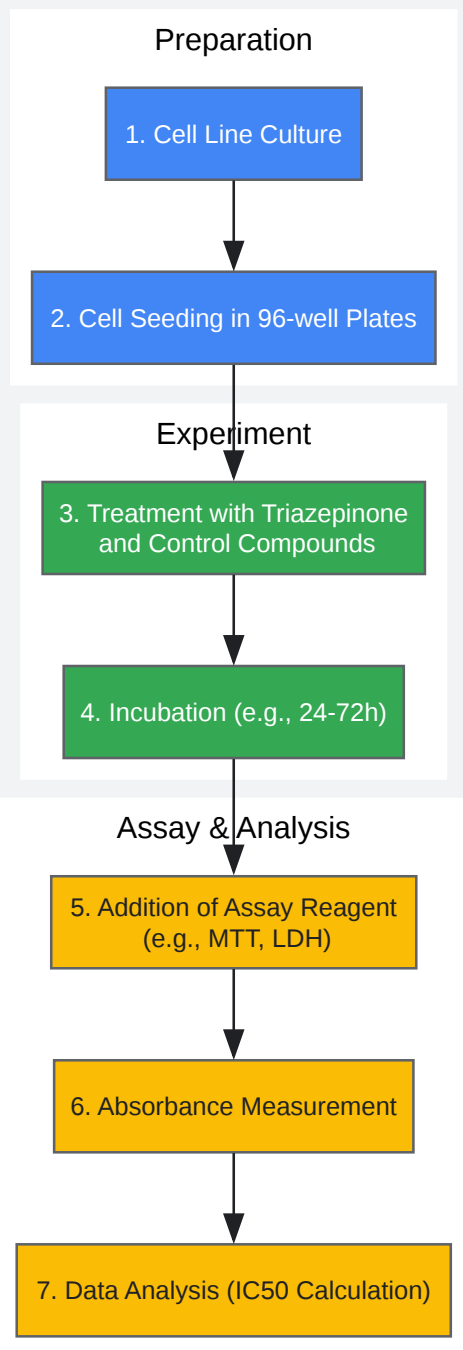 Preparation
1. Cell Line Culture
2. Cell Seeding in 96-well Plates
Experiment
3. Treatment with Triazepinone
and Control Compounds
4. Incubation (e.g., 24-72h)
Assay & Analysis
5. Addition of Assay Reagent
(e.g., MTT, LDH)
6. Absorbance Measurement
7. Data Analysis (IC50 Calculation)